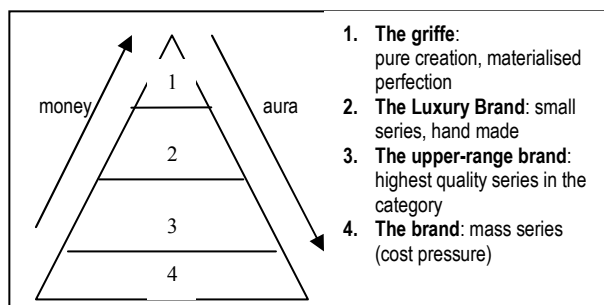 money
aura
1
2
3
4
1. The griffe:
pure creation, materialised
perfection
2. The Luxury Brand: small
series, hand made
3. The upper-range brand:
highest quality series in the
category
4. The brand: mass series
(cost pressure)